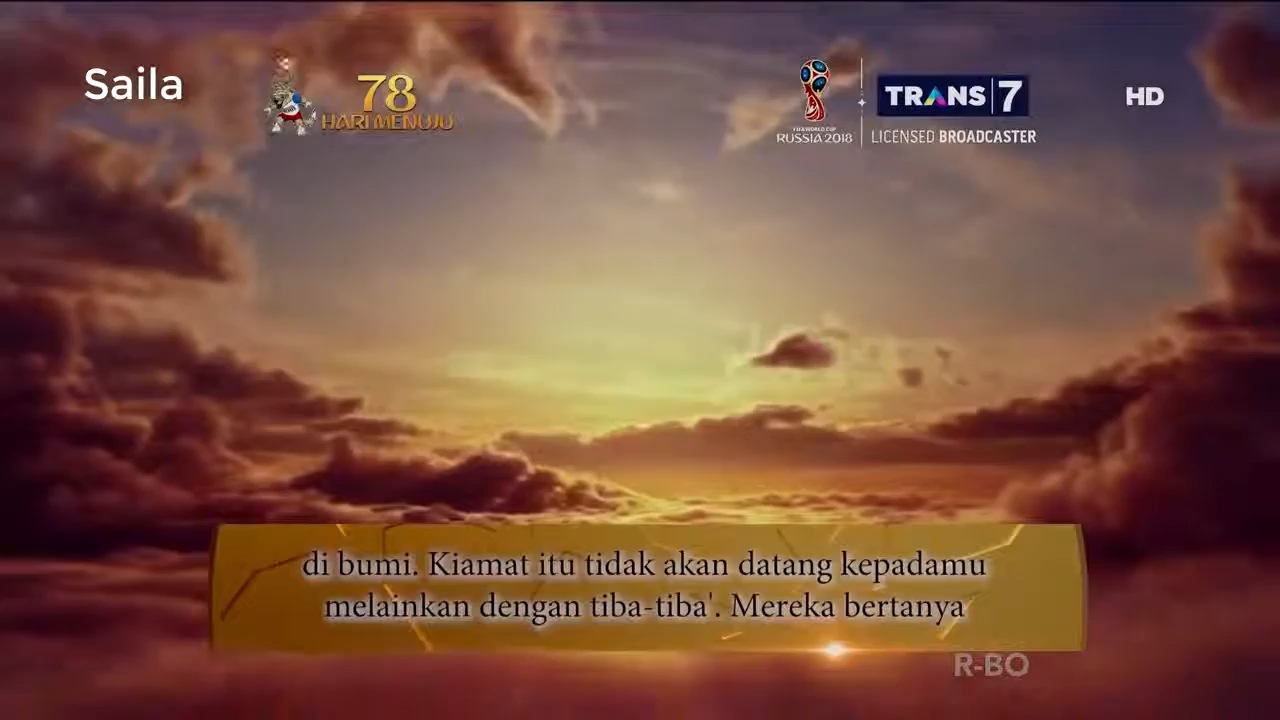 Saila
78
HARI MENUJU
FIFA WORLD CUP
RUSSIA 2018
TRANS|7
LICENSED BROADCASTER
HD
di bumi. Kiamat itu tidak akan datang kepadamu
melainkan dengan tiba-tiba'. Mereka bertanya
R-BO